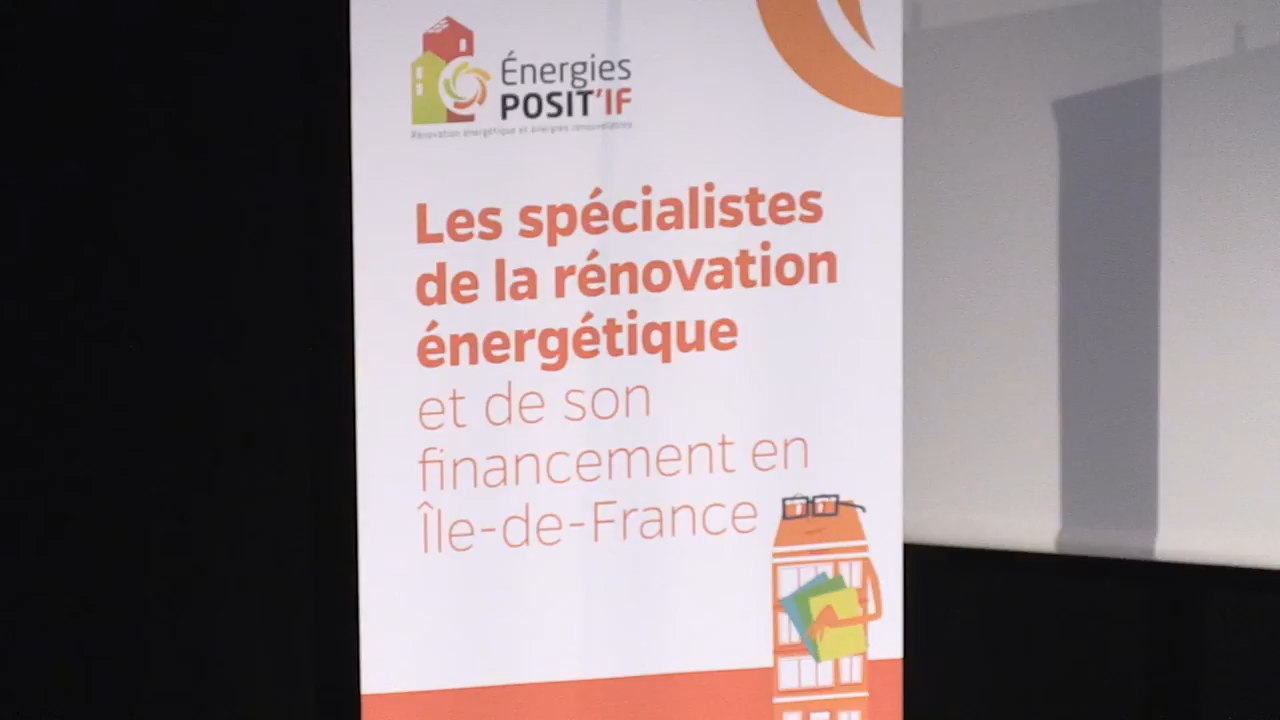 Énergies
POSIT'IF
Rénovation énergétique et énergies renouvelables
Les spécialistes
de la rénovation
énergétique
et de son
financement en
Île-de-France